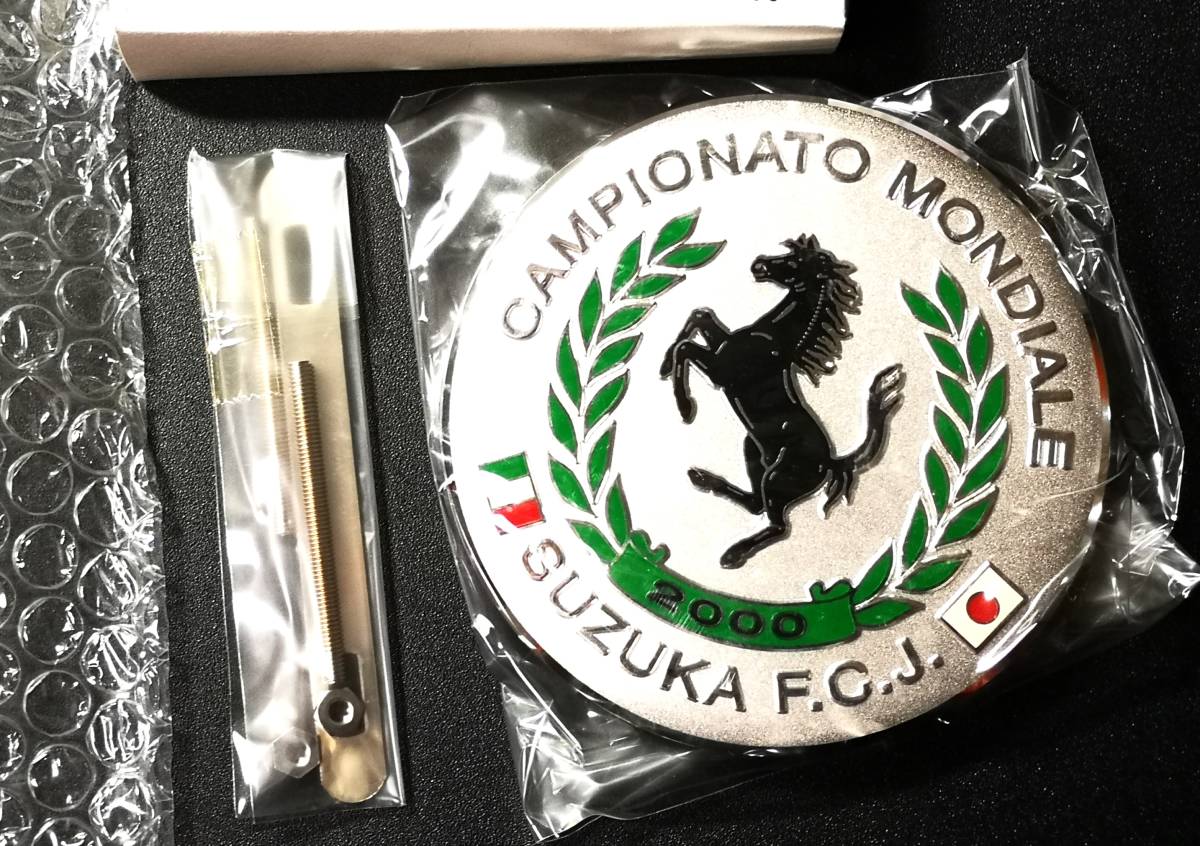 CAMPIONATO MONDIALE
2000
SUZUKA F.C.J.